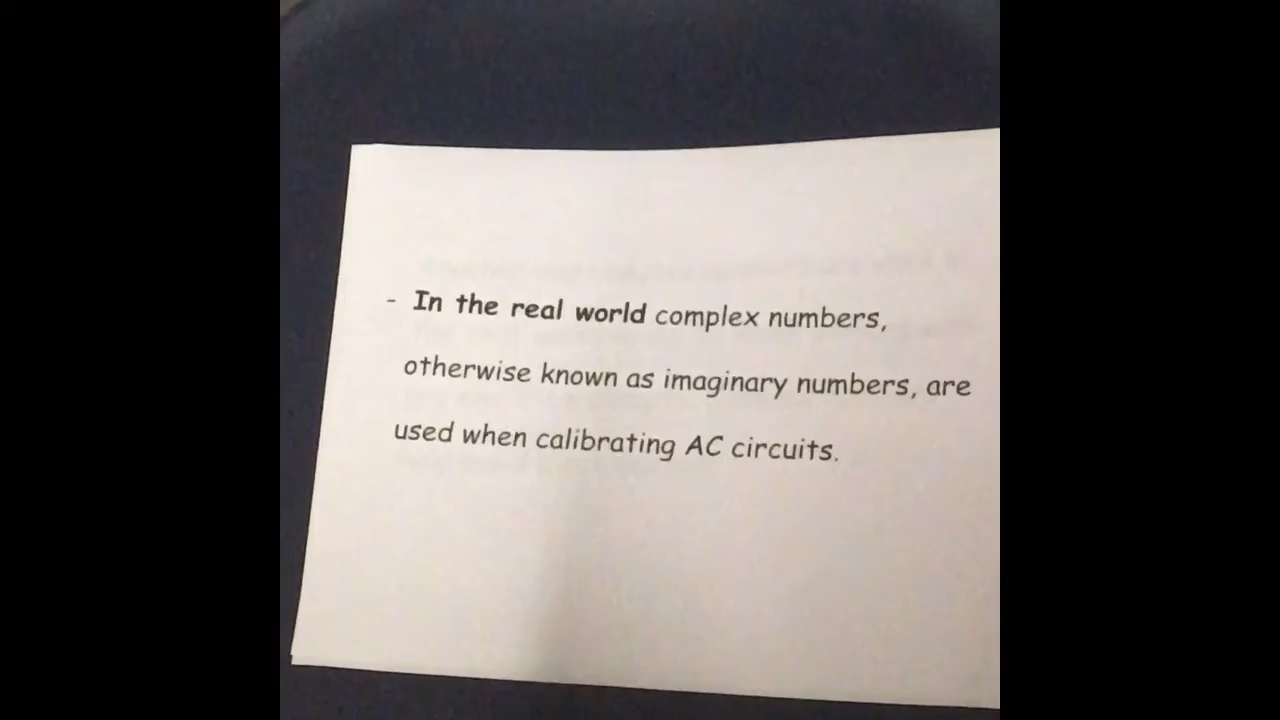 - In the real world complex numbers,
otherwise known as imaginary numbers, are
used when calibrating AC circuits.